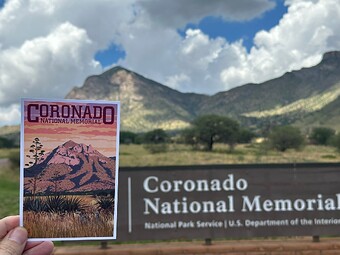 CORONADO
NATIONAL MEMORIAL
Coronado
National Memorial
National Park Service | U.S. Department of the Interior